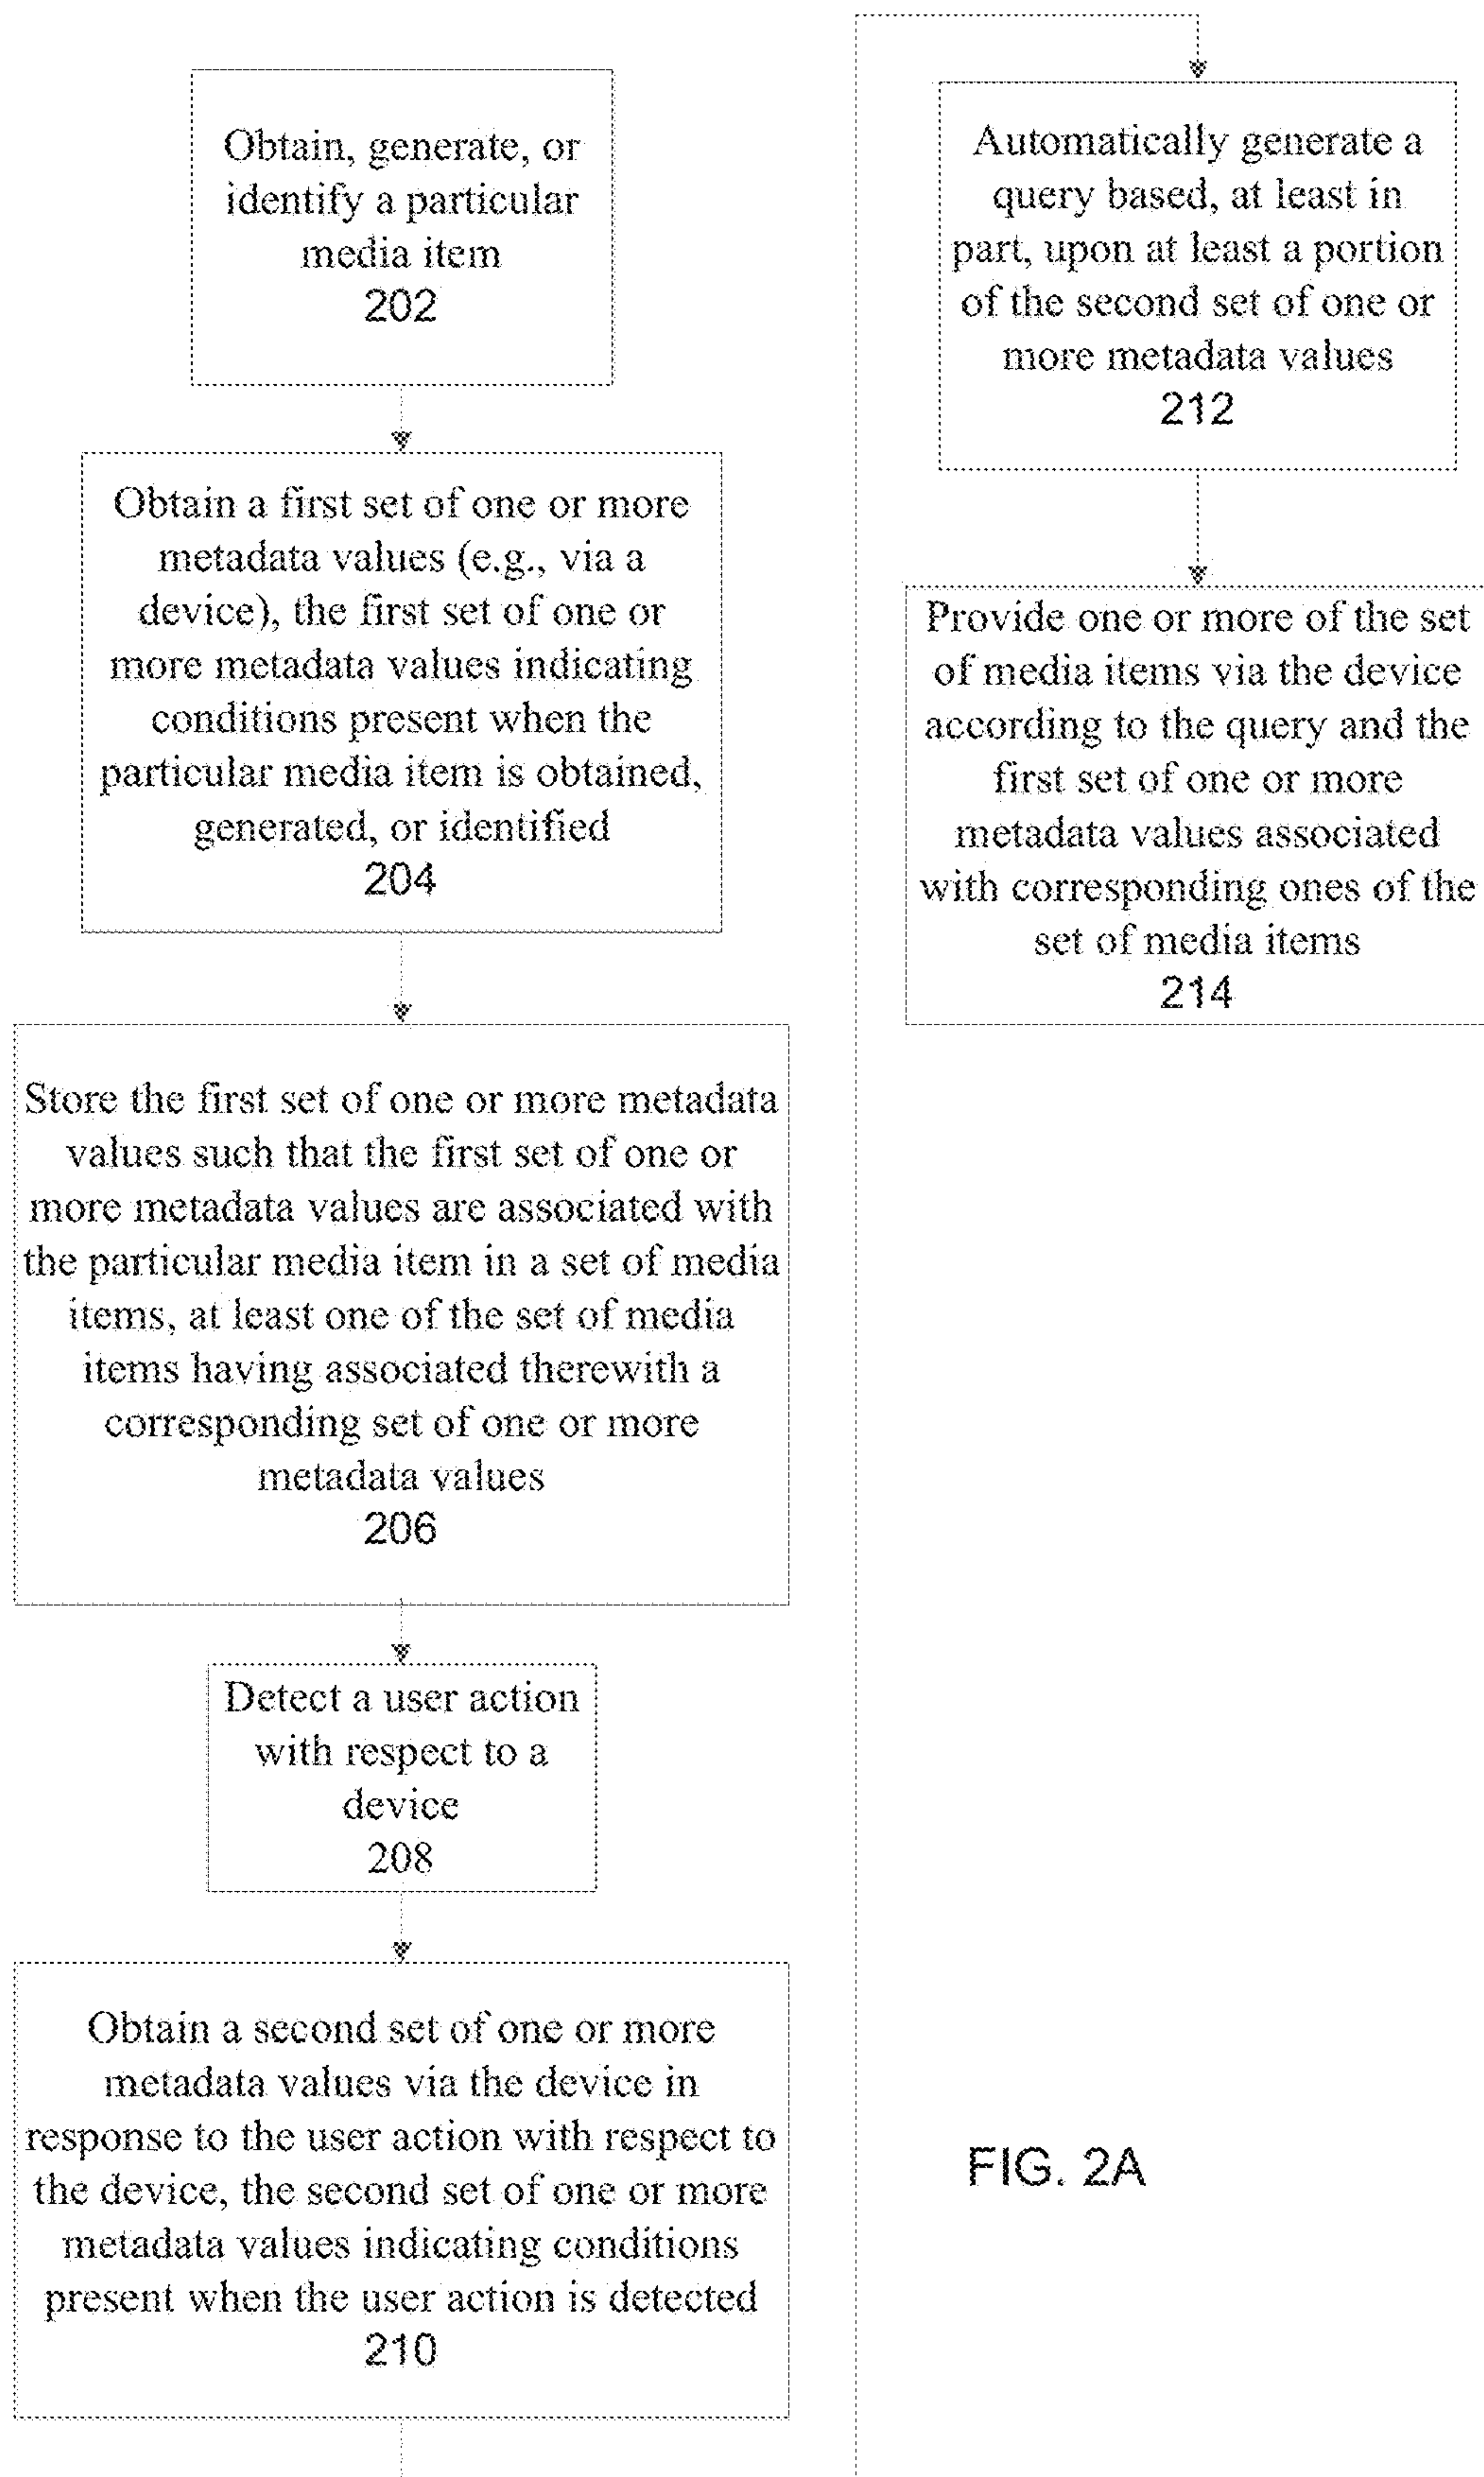 Obtain, generate, or
identify a particular
media item
202
Obtain a first set of one or more
metadata values (e.g., via a
device), the first set of one or
more metadata values indicating
conditions present when the
particular media item is obtained,
generated, or identified
204
Store the first set of one or more metadata
values such that the first set of one or
more metadata values are associated with
the particular media item in a set of media
items, at least one of the set of media
items having associated therewith a
corresponding set of one or more
metadata values
206
Detect a user action
with respect to a
device
208
Obtain a second set of one or more
metadata values via the device in
response to the user action with respect to
the device, the second set of one or more
metadata values indicating conditions
present when the user action is detected
210
Automatically generate a
query based, at least in
part, upon at least a portion
of the second set of one or
more metadata values
212
Provide one or more of the set
of media items via the device
according to the query and the
first set of one or more
metadata values associated
with corresponding ones of the
set of media items
214
FIG. 2A